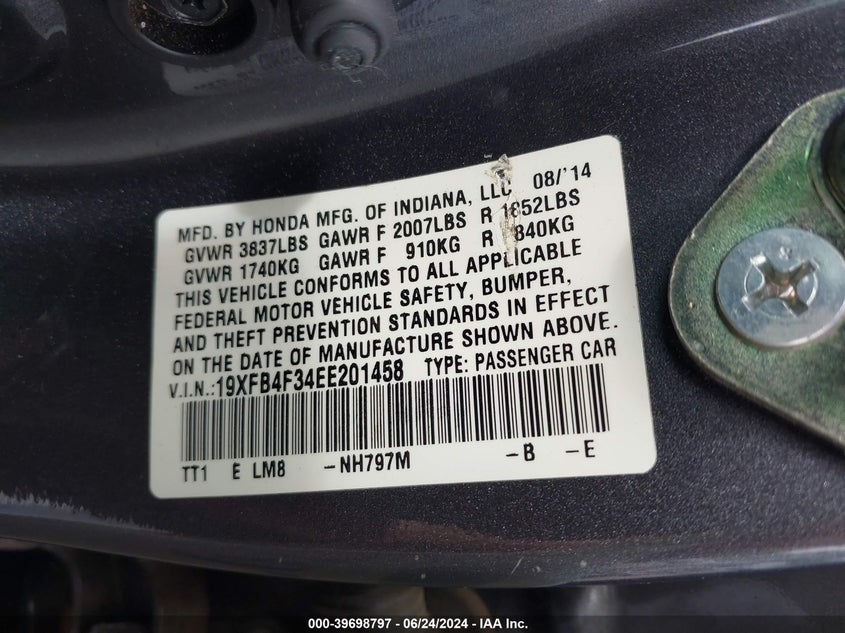 MFD. BY HONDA MFG. OF INDIANA, LLC 08/'14
GVWR 3837LBS GAWR F 2007LBS R 1852LBS
GVWR 1740KG GAWR F 910KG R 840KG
THIS VEHICLE CONFORMS TO ALL APPLICABLE
FEDERAL MOTOR VEHICLE SAFETY, BUMPER,
AND THEFT PREVENTION STANDARDS IN EFFECT
ON THE DATE OF MANUFACTURE SHOWN ABOVE.
V.I.N.:19XFB4F34EE201458 TYPE: PASSENGER CAR
TT1 E LM8 -NH797M -B -E
000-39698797 - 06/24/2024 - IAA Inc.